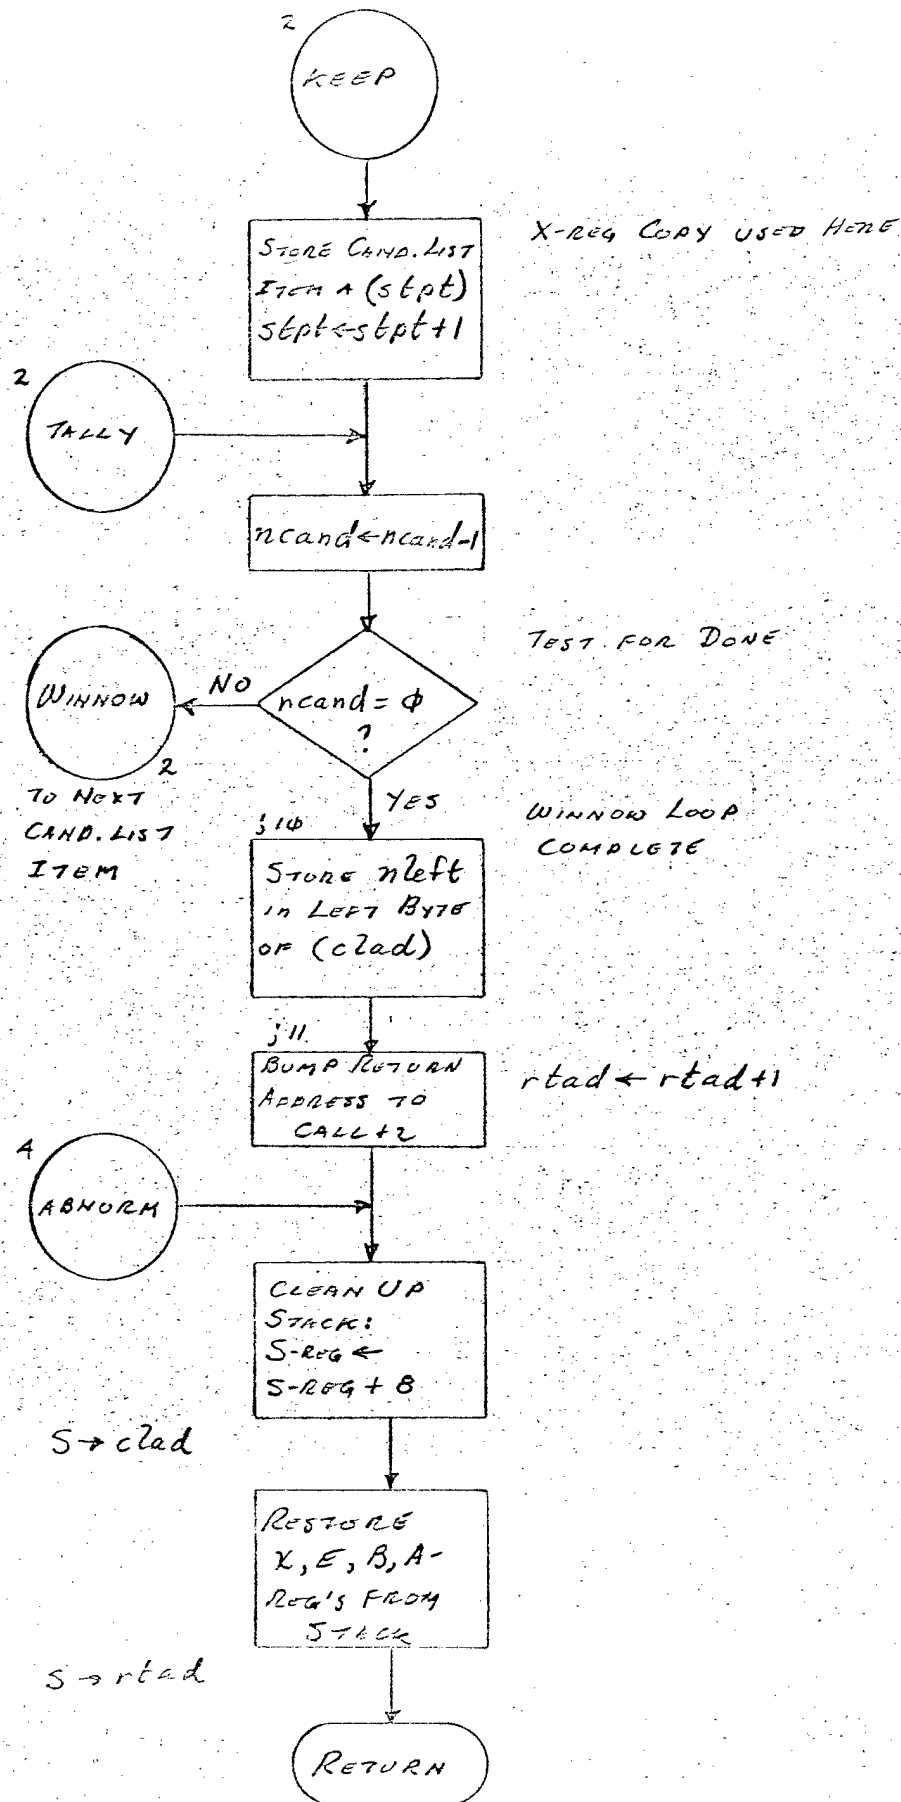 2
KEEP
STORE CAND. LIST
ITEM A (stpt)
stpt←stpt+1
X-REG COPY USED HERE
2
TALLY
ncand←ncand-1
TEST FOR DONE
ncand = φ
?
NO
WINNOW
2
TO NEXT
CAND. LIST
ITEM
YES
WINNOW LOOP
COMPLETE
j1φ
STORE nleft
in LEFT BYTE
OF (clad)
j11
BUMP RETURN
ADDRESS TO
CALL+2
rtad ← rtad+1
4
ABNORM
CLEAN UP
STACK:
S-REG ←
S-REG + 8
S → clad
RESTORE
X, E, B, A-
REG'S FROM
STACK
S → rtad
RETURN